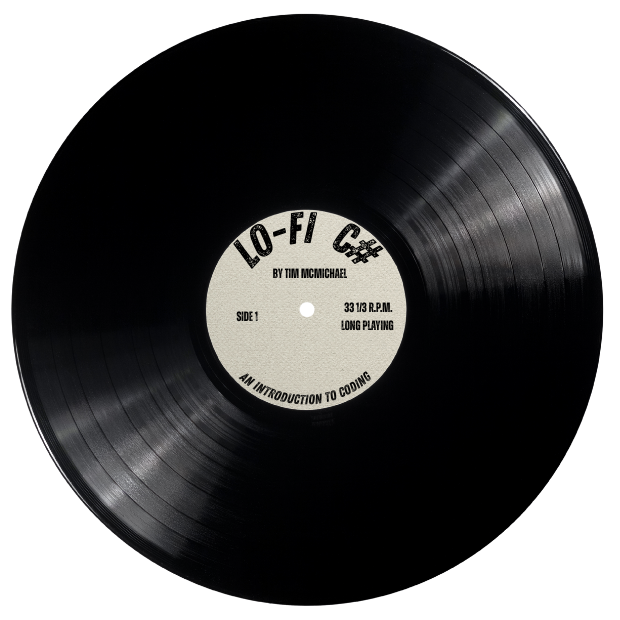 LO-FI C#
BY TIM MCMICHAEL
SIDE 1
33 1/3 R.P.M.
LONG PLAYING
AN INTRODUCTION TO CODING